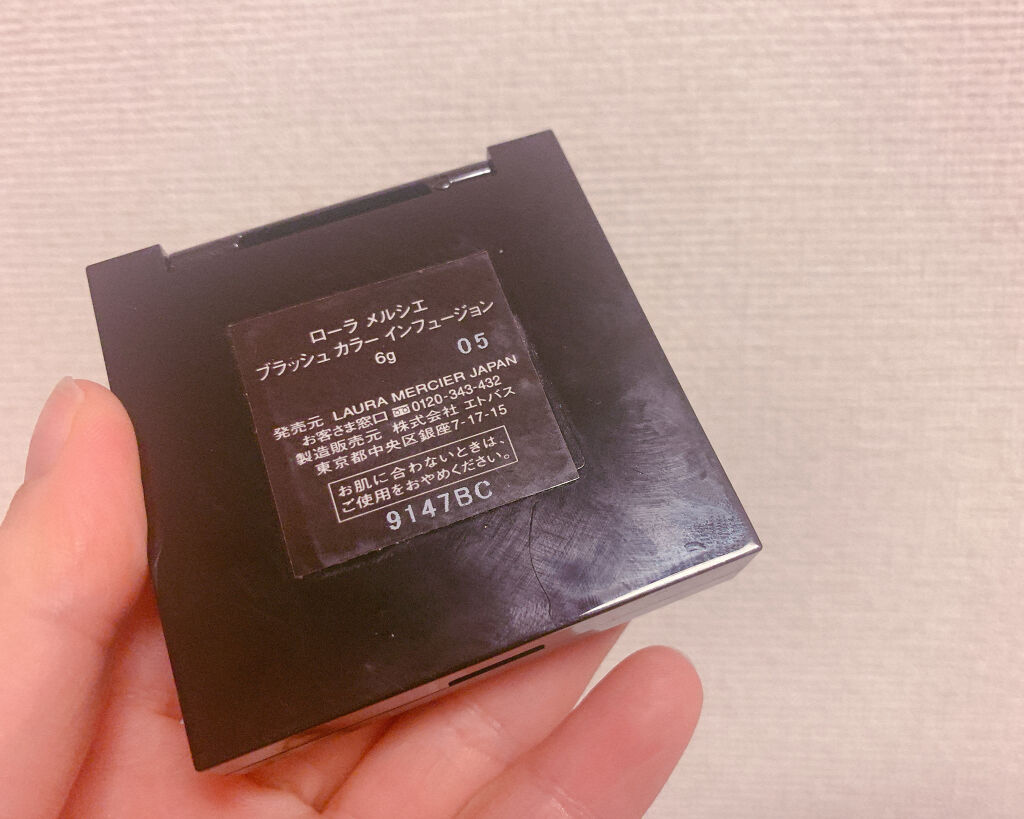 ローラ メルシエ
ブラッシュ カラー インフュージョン
6g 05
発売元 LAURA MERCIER JAPAN
お客さま窓口 0120-343-432
製造販売元 株式会社 エトバス
東京都中央区銀座7-17-15
お肌に合わないときは、
ご使用をおやめください。
9147BC